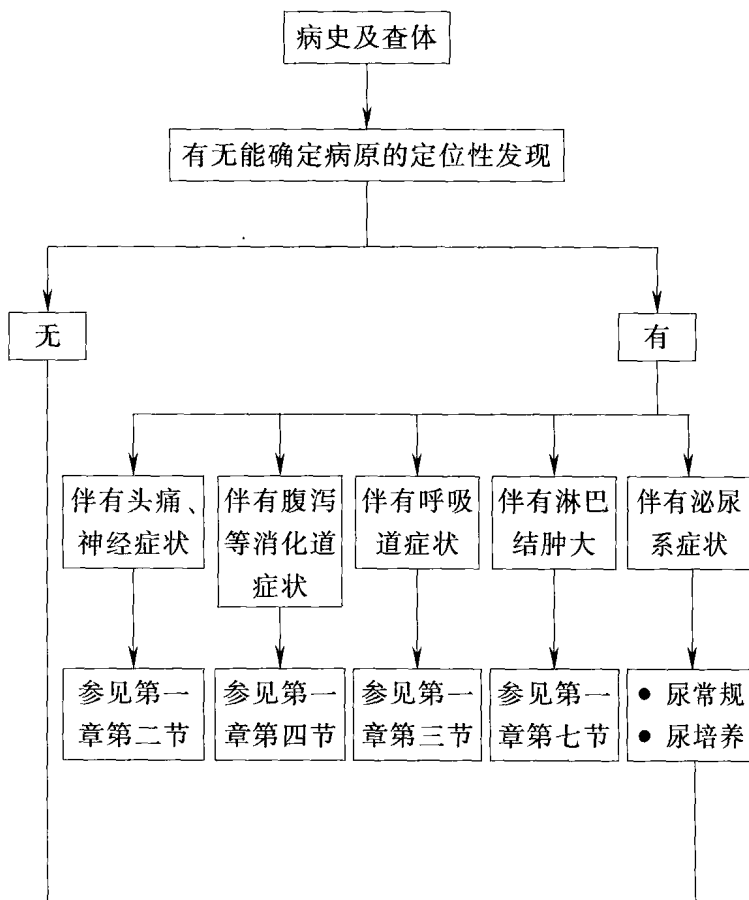 病史及查体
有无能确定病原的定位性发现
无
有
伴有头痛、
神经症状
伴有腹泻
等消化道
症状
伴有呼吸
道症状
伴有淋巴
结肿大
伴有泌尿
系症状
参见第一
章第二节
参见第一
章第四节
参见第一
章第三节
参见第一
章第七节
● 尿常规
● 尿培养